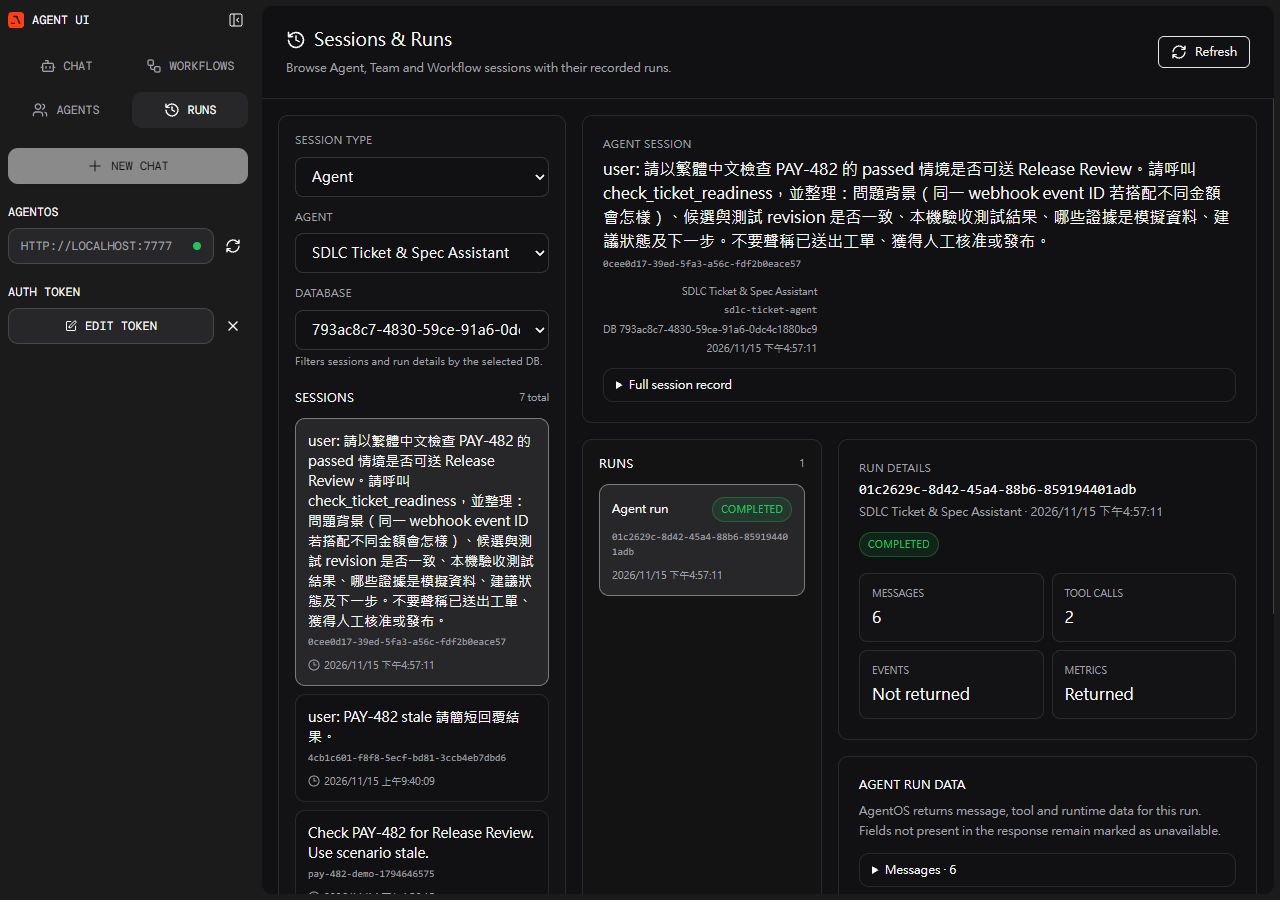 AGENT UI
CHAT
WORKFLOWS
AGENTS
RUNS
NEW CHAT
AGENTOS
HTTP://LOCALHOST:7777
AUTH TOKEN
EDIT TOKEN
Sessions & Runs
Browse Agent, Team and Workflow sessions with their recorded runs.
Refresh
SESSION TYPE
Agent
AGENT
SDLC Ticket & Spec Assistant
DATABASE
793ac8c7-4830-59ce-91a6-0d
Filters sessions and run details by the selected DB.
SESSIONS
7 total
user: 請以繁體中文檢查 PAY-482 的
passed 情境是否可送 Release
Review。請呼叫
check_ticket_readiness，並整理：
問題背景（同一 webhook event ID
若搭配不同金額會怎樣）、候選與測
試 revision 是否一致、本機驗收測試
結果、哪些證據是模擬資料、建議狀
態及下一步。不要聲稱已送出工單、
獲得人工核准或發布。
0cee0d17-39ed-5fa3-a56c-fdf2b0eace57
2026/11/15 下午4:57:11
user: PAY-482 stale 請簡短回覆結
果。
4cb1c601-f8f8-5ecf-bd81-3ccb4eb7dbd6
2026/11/15 上午9:40:09
Check PAY-482 for Release Review.
Use scenario stale.
pay-482-demo-1794646575
AGENT SESSION
user: 請以繁體中文檢查 PAY-482 的 passed 情境是否可送 Release Review。請呼叫
check_ticket_readiness，並整理：問題背景（同一 webhook event ID 若搭配不同金額
會怎樣）、候選與測試 revision 是否一致、本機驗收測試結果、哪些證據是模擬資料、建
議狀態及下一步。不要聲稱已送出工單、獲得人工核准或發布。
0cee0d17-39ed-5fa3-a56c-fdf2b0eace57
SDLC Ticket & Spec Assistant
sdlc-ticket-agent
DB 793ac8c7-4830-59ce-91a6-0dc4c1880bc9
2026/11/15 下午4:57:11
Full session record
RUNS
1
Agent run
COMPLETED
01c2629c-8d42-45a4-88b6-85919440
1adb
2026/11/15 下午4:57:11
RUN DETAILS
01c2629c-8d42-45a4-88b6-859194401adb
SDLC Ticket & Spec Assistant · 2026/11/15 下午4:57:11
COMPLETED
MESSAGES
6
TOOL CALLS
2
EVENTS
Not returned
METRICS
Returned
AGENT RUN DATA
AgentOS returns message, tool and runtime data for this run.
Fields not present in the response remain marked as unavailable.
Messages · 6